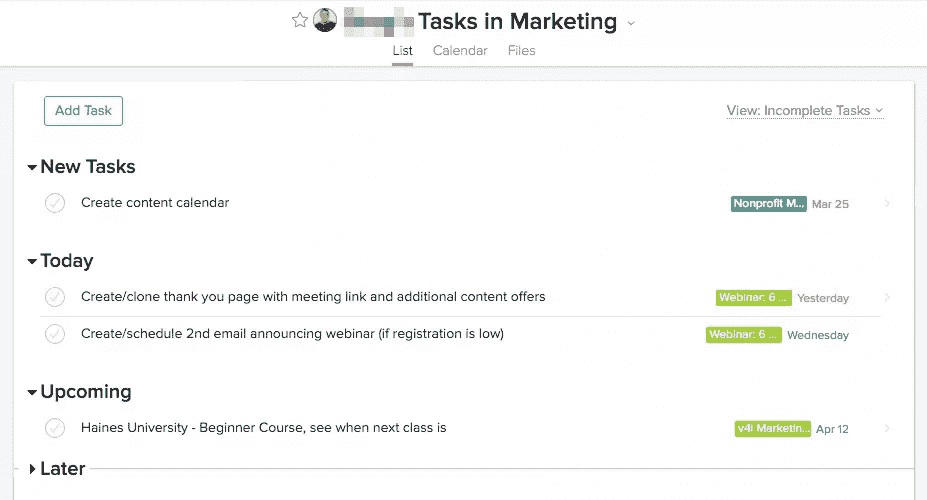 Tasks in Marketing
List Calendar Files
Add Task
View: Incomplete Tasks
New Tasks
Create content calendar
Nonprofit M... Mar 25
Today
Create/clone thank you page with meeting link and additional content offers
Webinar: 6 ... Yesterday
Create/schedule 2nd email announcing webinar (if registration is low)
Webinar: 6 ... Wednesday
Upcoming
Haines University - Beginner Course, see when next class is
v4i Marketin... Apr 12
Later